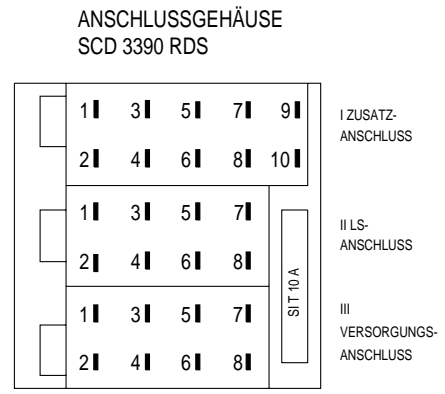 ANSCHLUSSGEHÄUSE
SCD 3390 RDS
1 3 5 7 9
2 4 6 8 10
I ZUSATZ-
ANSCHLUSS
1 3 5 7
2 4 6 8
II LS-
ANSCHLUSS
1 3 5 7
2 4 6 8
SI T 10 A
III
VERSORGUNGS-
ANSCHLUSS